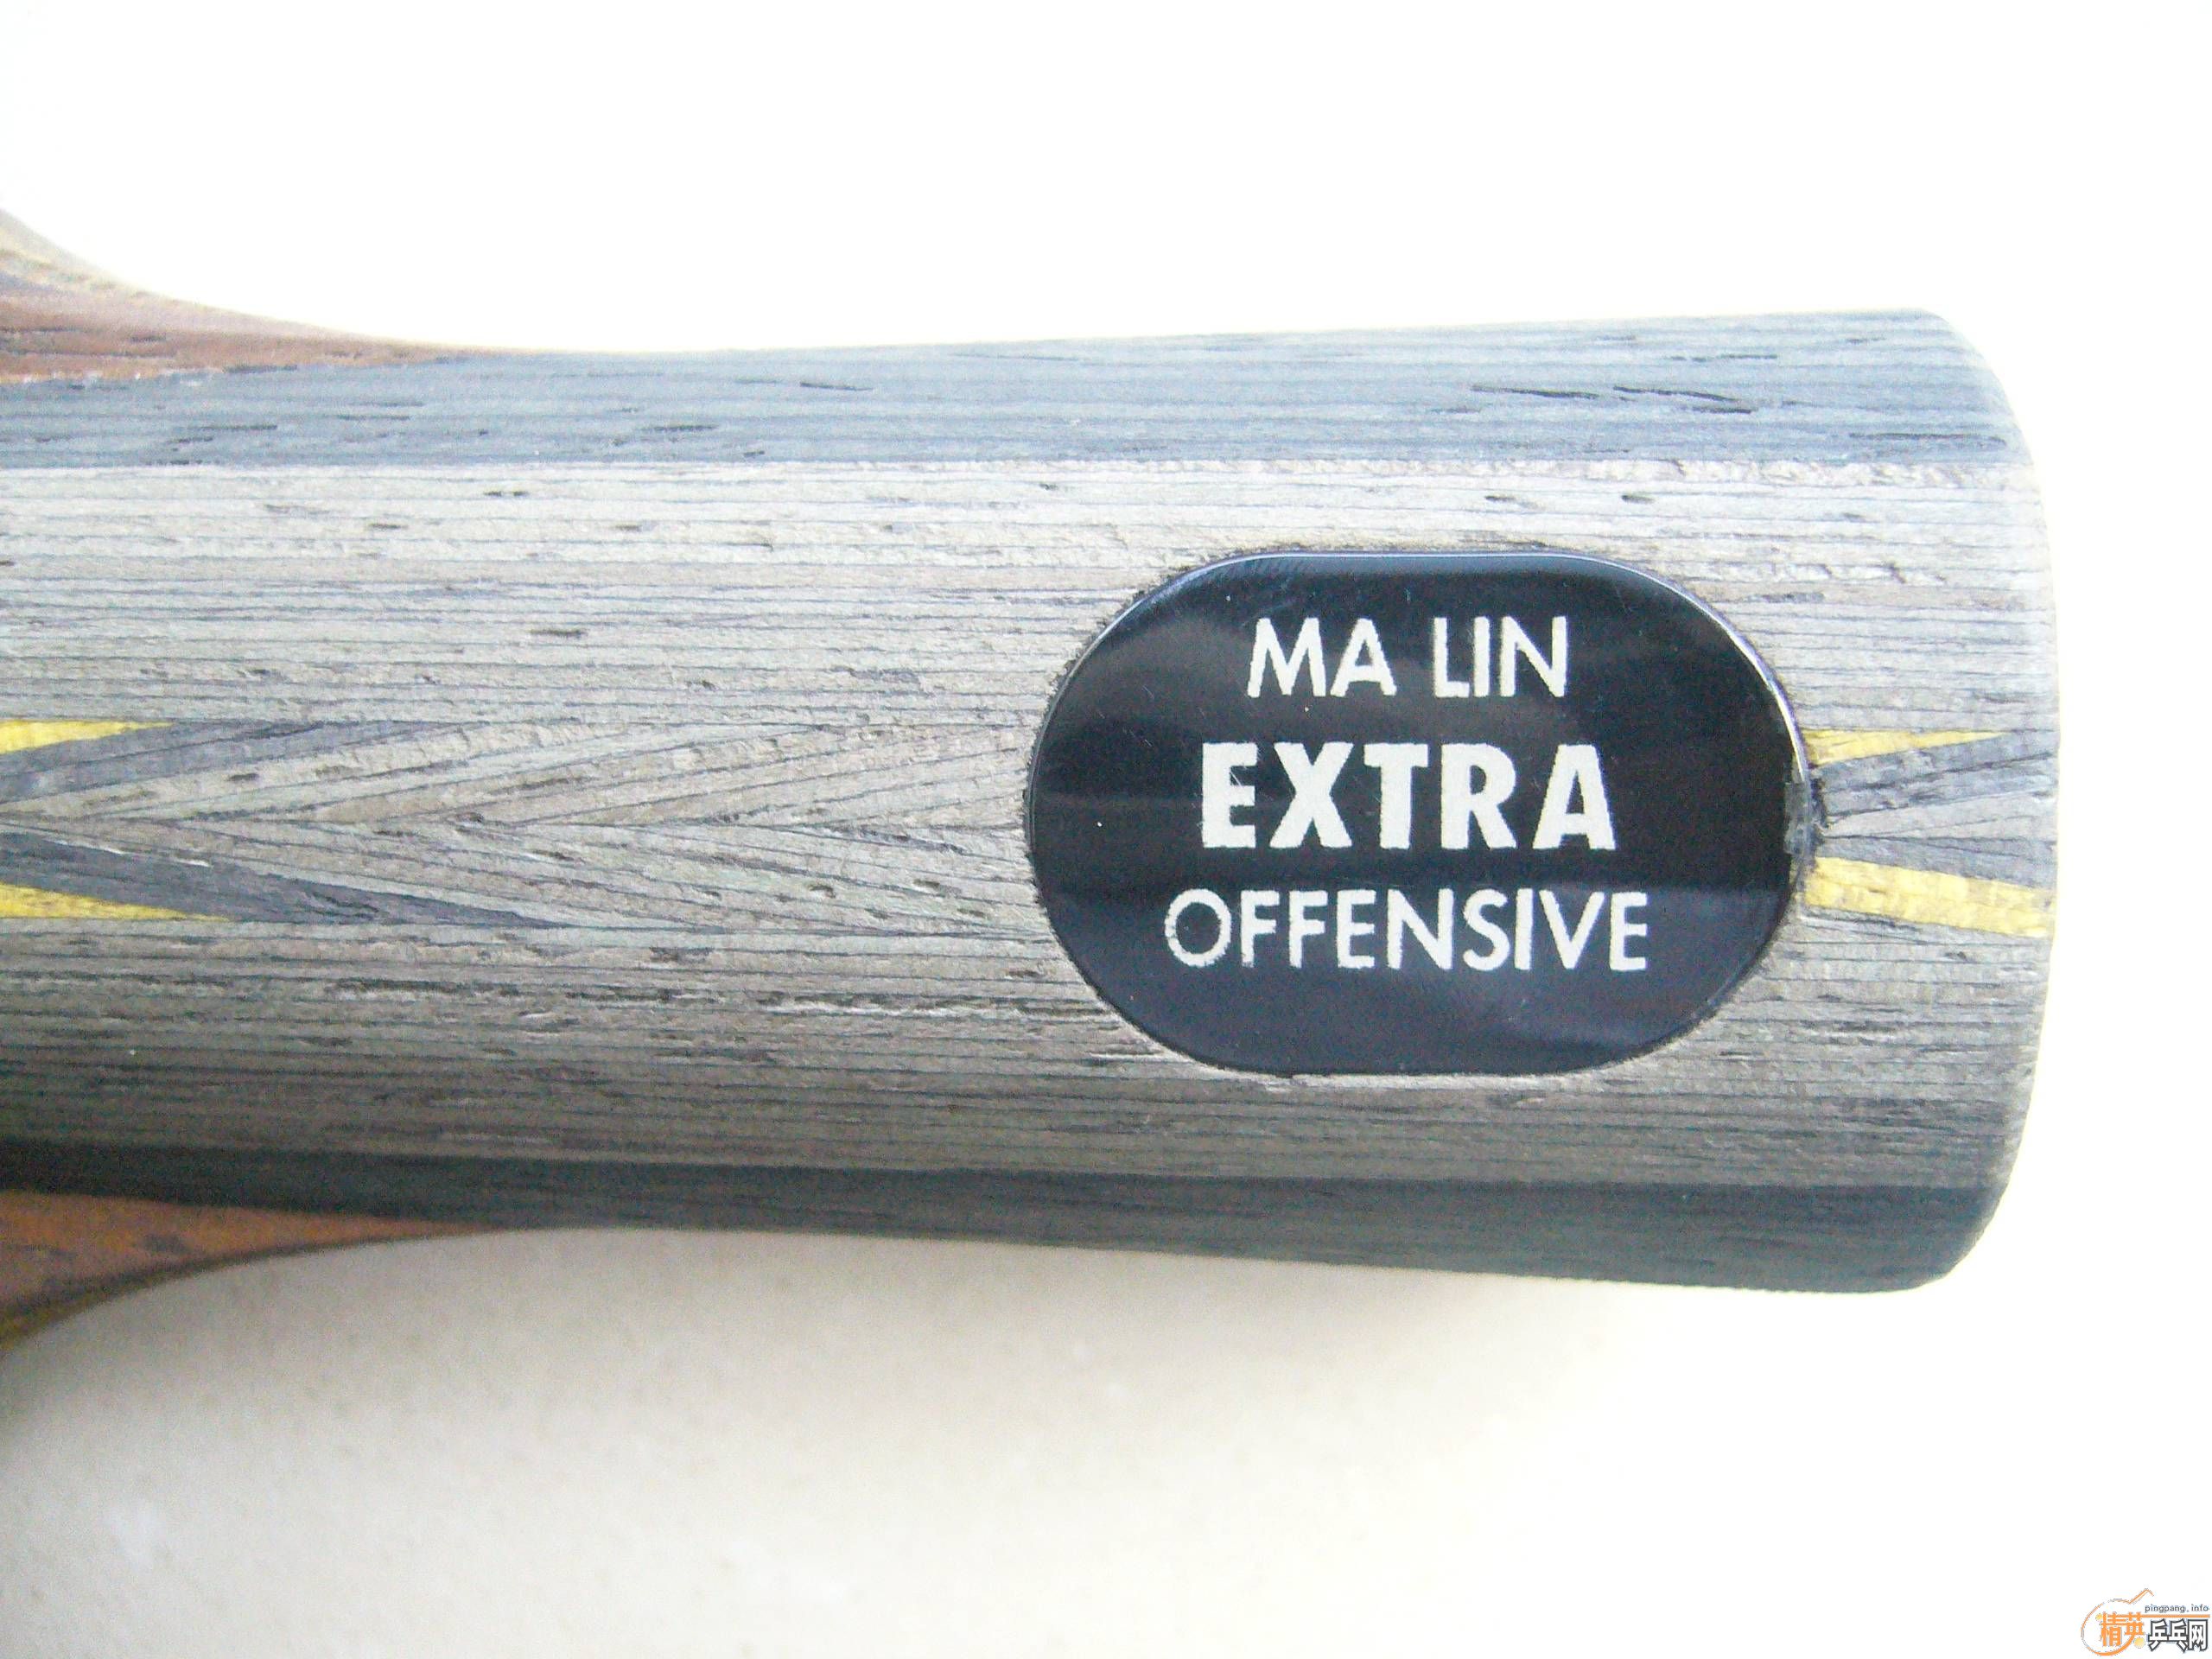 MA LIN
EXTRA
OFFENSIVE
pingpang.info
精英乒乓网